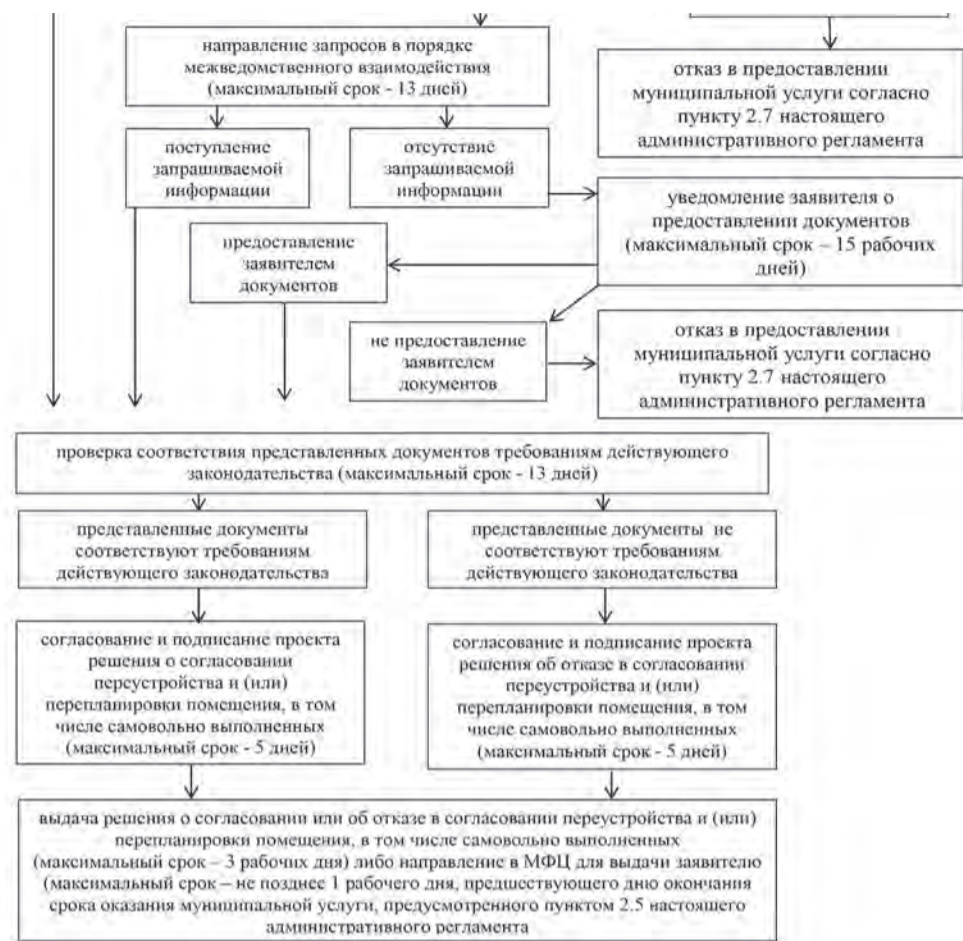 направление запросов в порядке
межведомственного взаимодействия
(максимальный срок - 13 дней)
отказ в предоставлении
муниципальной услуги согласно
пункту 2.7 настоящего
административного регламента
поступление
запрашиваемой
информации
отсутствие
запрашиваемой
информации
уведомление заявителя о
предоставлении документов
(максимальный срок – 15 рабочих
дней)
предоставление
заявителем
документов
не предоставление
заявителем
документов
отказ в предоставлении
муниципальной услуги согласно
пункту 2.7 настоящего
административного регламента
проверка соответствия представленных документов требованиям действующего
законодательства (максимальный срок - 13 дней)
представленные документы
соответствуют требованиям
действующего законодательства
представленные документы не
соответствуют требованиям
действующего законодательства
согласование и подписание проекта
решения о согласовании
переустройства и (или)
перепланировки помещения, в том
числе самовольно выполненных
(максимальный срок - 5 дней)
согласование и подписание проекта
решения об отказе в согласовании
переустройства и (или)
перепланировки помещения, в том
числе самовольно выполненных
(максимальный срок - 5 дней)
выдача решения о согласовании или об отказе в согласовании переустройства и (или)
перепланировки помещения, в том числе самовольно выполненных
(максимальный срок – 3 рабочих дня) либо направление в МФЦ для выдачи заявителю
(максимальный срок – не позднее 1 рабочего дня, предшествующего дню окончания
срока оказания муниципальной услуги, предусмотренного пунктом 2.5 настоящего
административного регламента